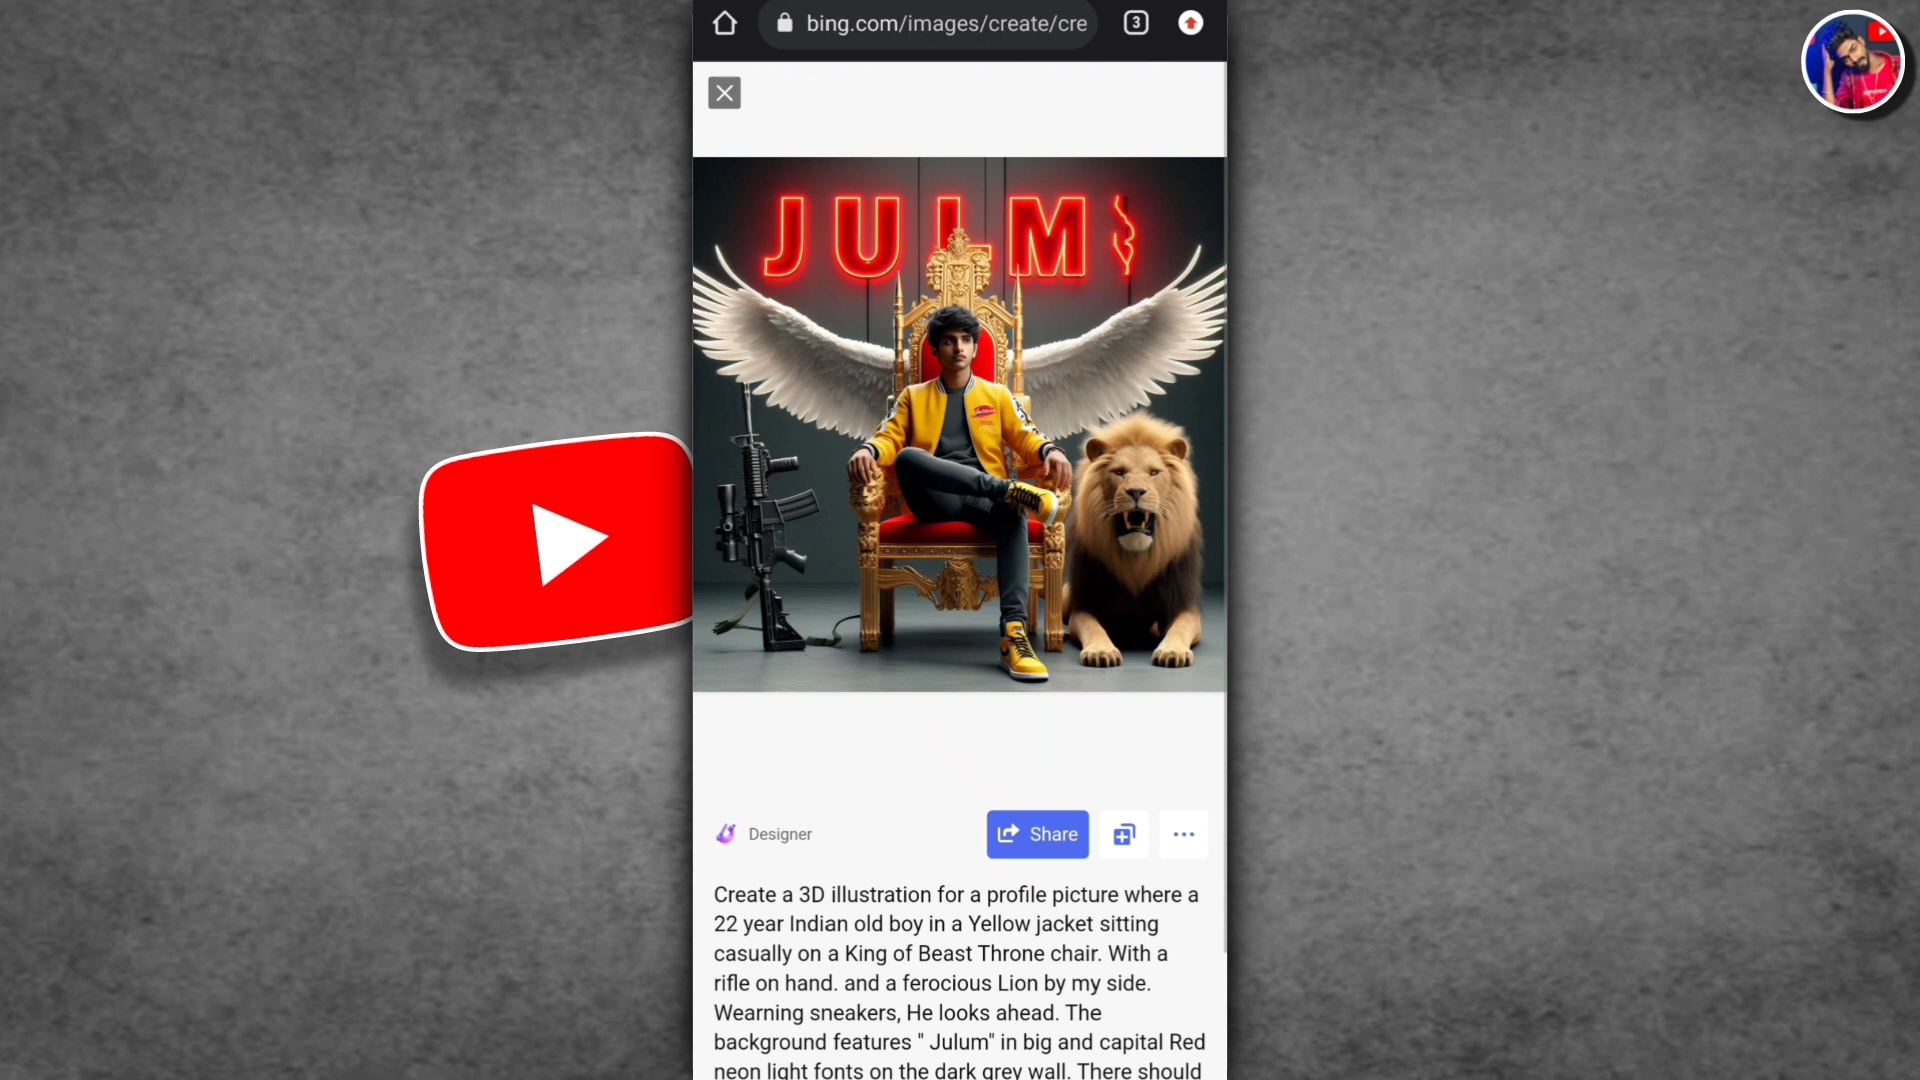 bing.com/images/create/cre
3
JULM
Designer
Share
Create a 3D illustration for a profile picture where a
22 year Indian old boy in a Yellow jacket sitting
casually on a King of Beast Throne chair. With a
rifle on hand. and a ferocious Lion by my side.
Wearning sneakers, He looks ahead. The
background features " Julum" in big and capital Red
neon light fonts on the dark grey wall. There should